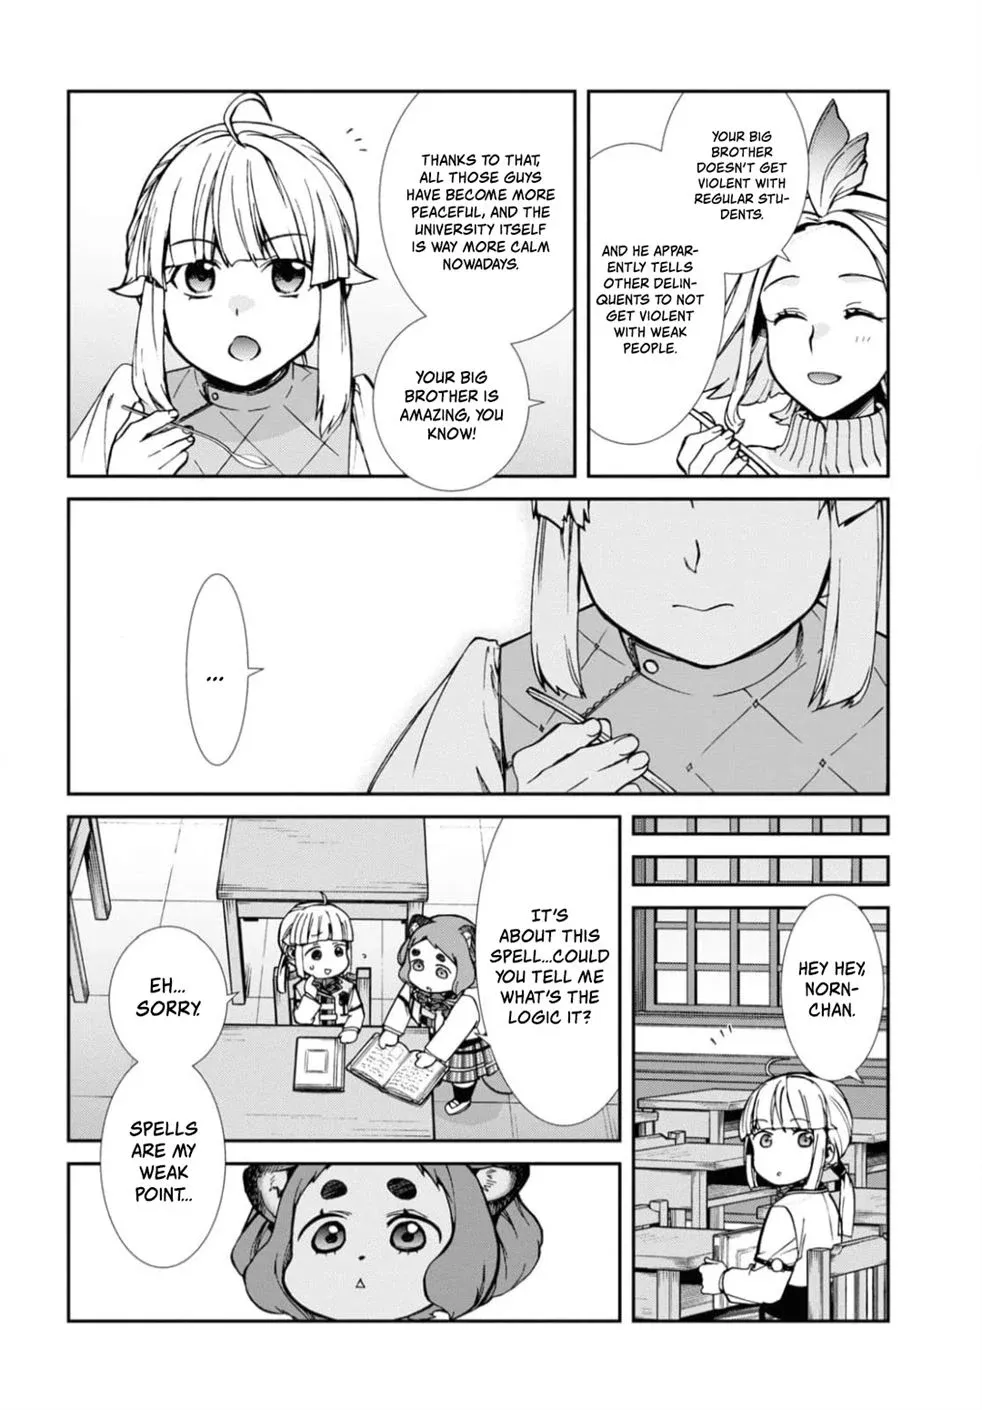 YOUR BIG
BROTHER
DOESN'T GET
VIOLENT WITH
REGULAR STU-
DENTS.
AND HE APPAR-
ENTLY TELLS
OTHER DELIN-
QUENTS TO NOT
GET VIOLENT
WITH WEAK
PEOPLE.
THANKS TO THAT,
ALL THOSE GUYS
HAVE BECOME MORE
PEACEFUL, AND THE
UNIVERSITY ITSELF
IS WAY MORE CALM
NOWADAYS.
YOUR BIG
BROTHER IS
AMAZING, YOU
KNOW!
...
HEY HEY,
NORN-
CHAN.
IT'S
ABOUT THIS
SPELL...COULD
YOU TELL ME
WHAT'S THE
LOGIC IT?
EH...
SORRY.
SPELLS
ARE MY
WEAK
POINT...